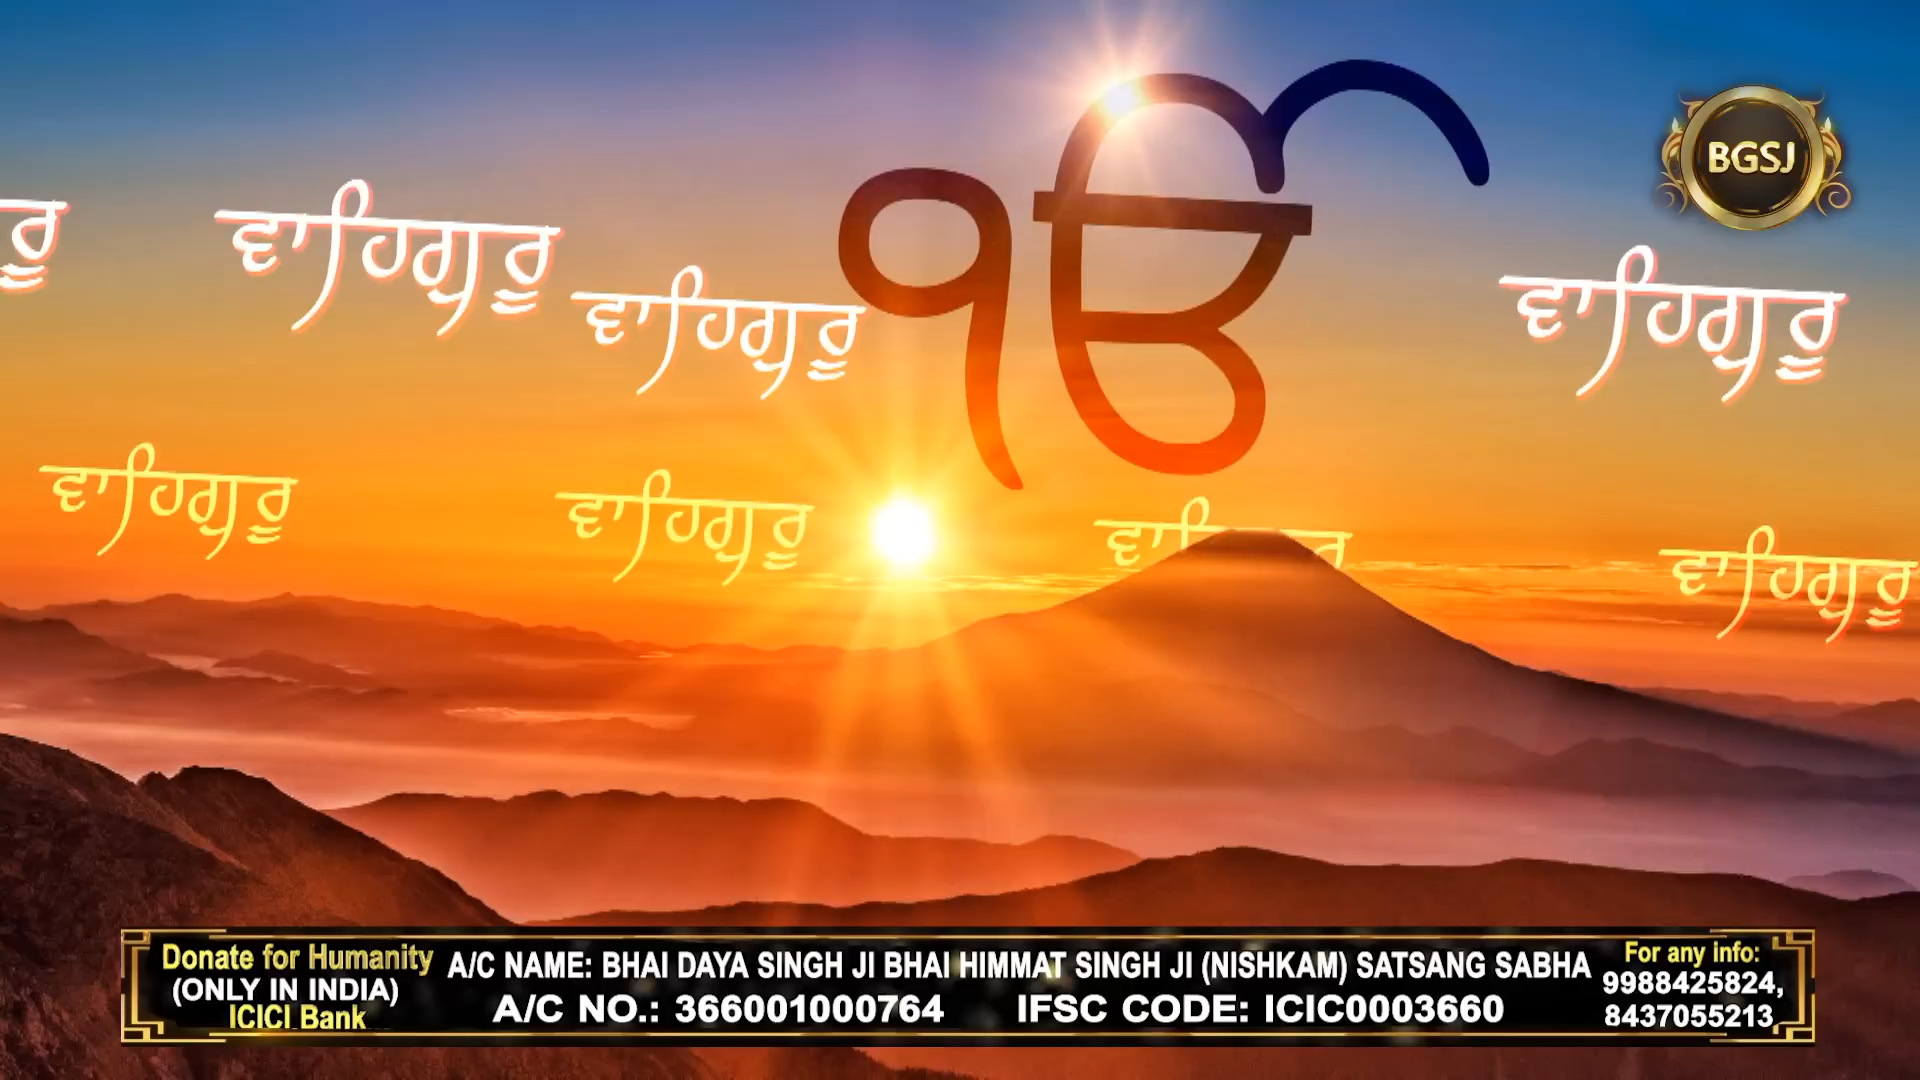 ੴ
BGSJ
ਰੂ
ਵਾਹਿਗੁਰੂ
ਵਾਹਿਗੁਰੂ
ਵਾਹਿਗੁਰੂ
ਵਾਹਿਗੁਰੂ
ਵਾਹਿਗੁਰੂ
ਵਾਹਿਗੁਰੂ
Donate for Humanity
(ONLY IN INDIA)
ICICI Bank
A/C NAME: BHAI DAYA SINGH JI BHAI HIMMAT SINGH JI (NISHKAM) SATSANG SABHA
A/C NO.: 366001000764 IFSC CODE: ICIC0003660
For any info:
9988425824,
8437055213